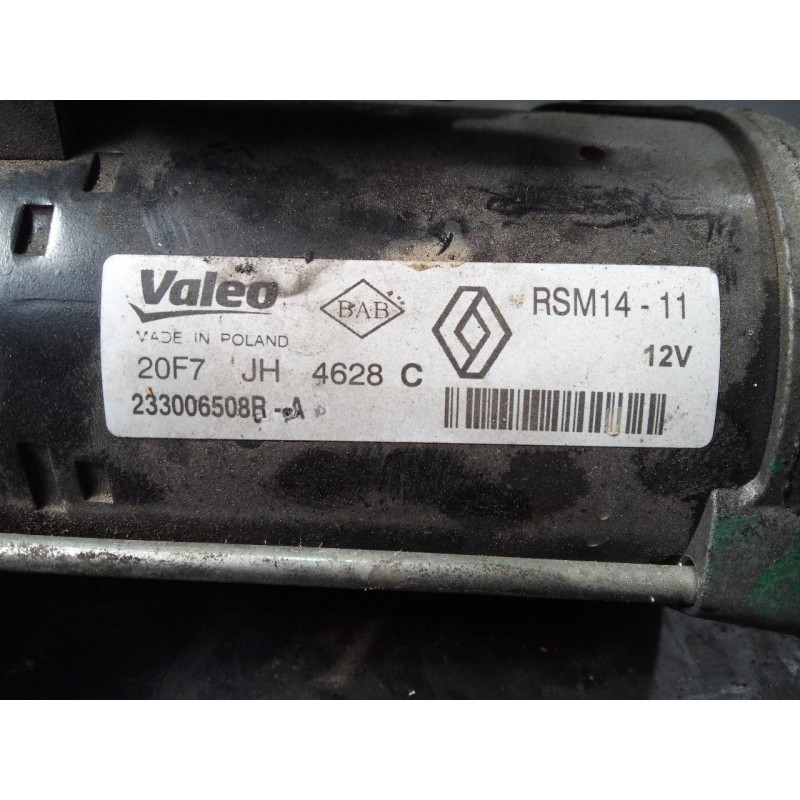 Valeo
BAB
RSM14 - 11
MADE IN POLAND
12V
20F7 JH 4628 C
233006508R - A